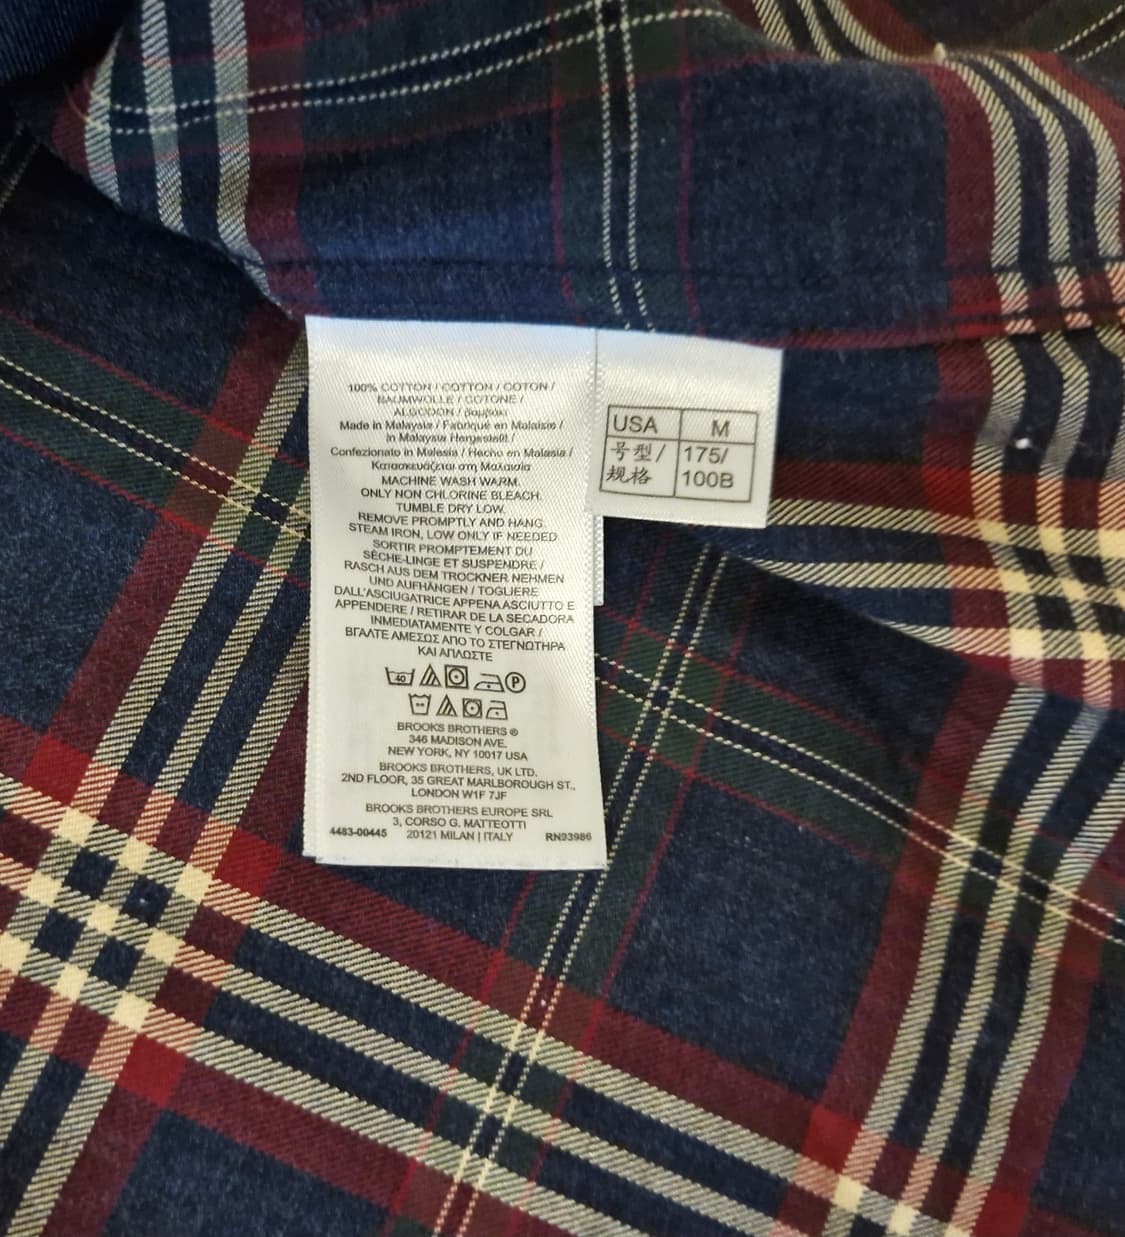 100% COTTON / COTTON / COTON /
BAUMWOLLE / COTONE /
ALGODON / βαμβάκι
Made in Malaysia / Fabriqué en Malaisie /
in Malaysia Hergestellt /
Confezionato in Malesia / Hecho en Malasia /
Κατασκευάζεται στη Μαλαισία
MACHINE WASH WARM.
ONLY NON CHLORINE BLEACH.
TUMBLE DRY LOW.
REMOVE PROMPTLY AND HANG.
STEAM IRON, LOW ONLY IF NEEDED.
SORTIR PROMPTEMENT DU
SÈCHE-LINGE ET SUSPENDRE /
RASCH AUS DEM TROCKNER NEHMEN
UND AUFHÄNGEN / TOGLIERE
DALL'ASCIUGATRICE APPENA ASCIUTTO E
APPENDERE / RETIRAR DE LA SECADORA
INMEDIATAMENTE Y COLGAR /
ΒΓΑΛΤΕ ΑΜΕΣΩΣ ΑΠΟ ΤΟ ΣΤΕΓΝΩΤΗΡΑ
ΚΑΙ ΑΠΛΩΣΤΕ
40 P
BROOKS BROTHERS ®
346 MADISON AVE.
NEW YORK, NY 10017 USA
BROOKS BROTHERS, UK LTD.
2ND FLOOR, 35 GREAT MARLBOROUGH ST.,
LONDON W1F 7JF
BROOKS BROTHERS EUROPE SRL
3, CORSO G. MATTEOTTI
4483-00445 20121 MILAN | ITALY RN93986
USA M
号型/ 175/
规格 100B